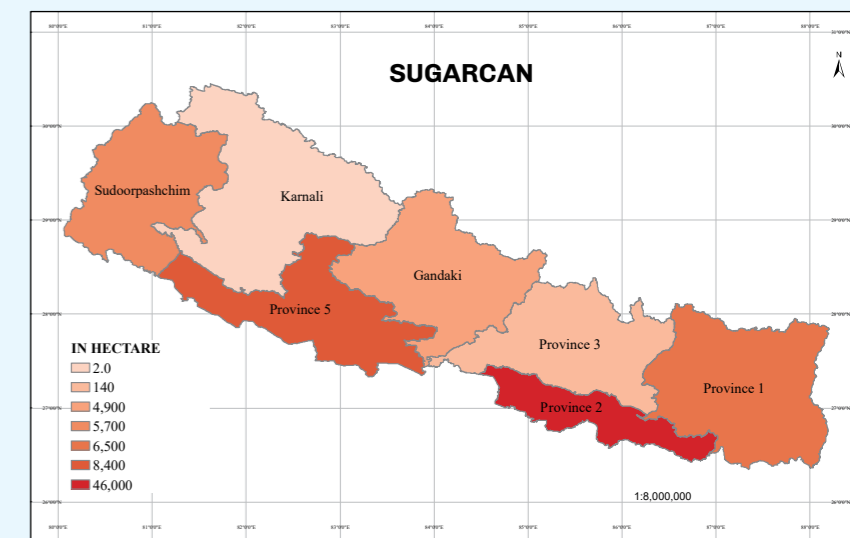 SUGARCAN
N
Sudoorpashchim
Karnali
Gandaki
Province 5
Province 3
Province 1
Province 2
IN HECTARE
2.0
140
4,900
5,700
6,500
8,400
46,000
1:8,000,000